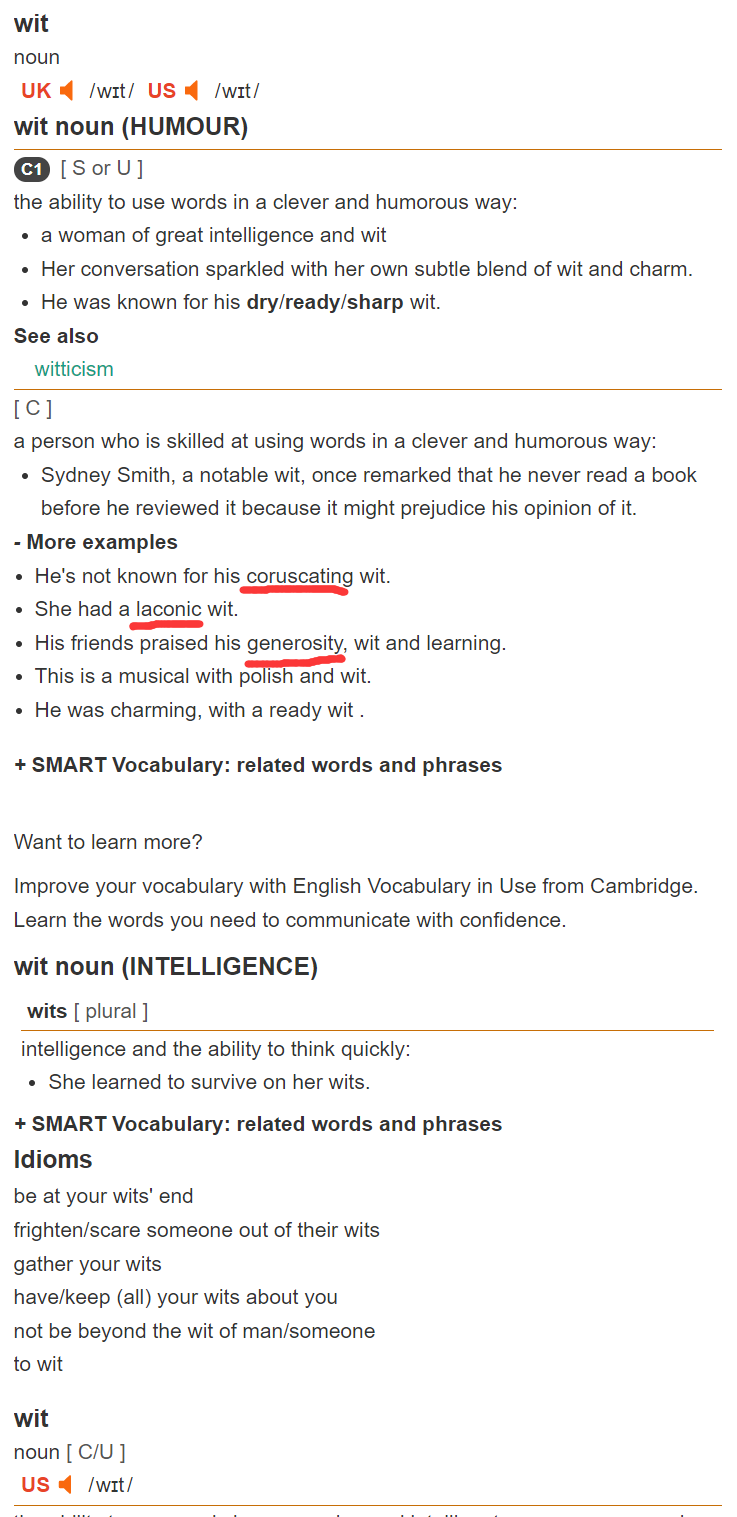 wit
noun
UK /wɪt/ US /wɪt/
wit noun (HUMOUR)
C1 [ S or U ]
the ability to use words in a clever and humorous way:
• a woman of great intelligence and wit
• Her conversation sparkled with her own subtle blend of wit and charm.
• He was known for his dry/ready/sharp wit.
See also
witticism
[ C ]
a person who is skilled at using words in a clever and humorous way:
• Sydney Smith, a notable wit, once remarked that he never read a book
before he reviewed it because it might prejudice his opinion of it.
- More examples
• He's not known for his coruscating wit.
• She had a laconic wit.
• His friends praised his generosity, wit and learning.
• This is a musical with polish and wit.
• He was charming, with a ready wit .
+ SMART Vocabulary: related words and phrases
Want to learn more?
Improve your vocabulary with English Vocabulary in Use from Cambridge.
Learn the words you need to communicate with confidence.
wit noun (INTELLIGENCE)
wits [ plural ]
intelligence and the ability to think quickly:
• She learned to survive on her wits.
+ SMART Vocabulary: related words and phrases
Idioms
be at your wits' end
frighten/scare someone out of their wits
gather your wits
have/keep (all) your wits about you
not be beyond the wit of man/someone
to wit
wit
noun [ C/U ]
US /wɪt/